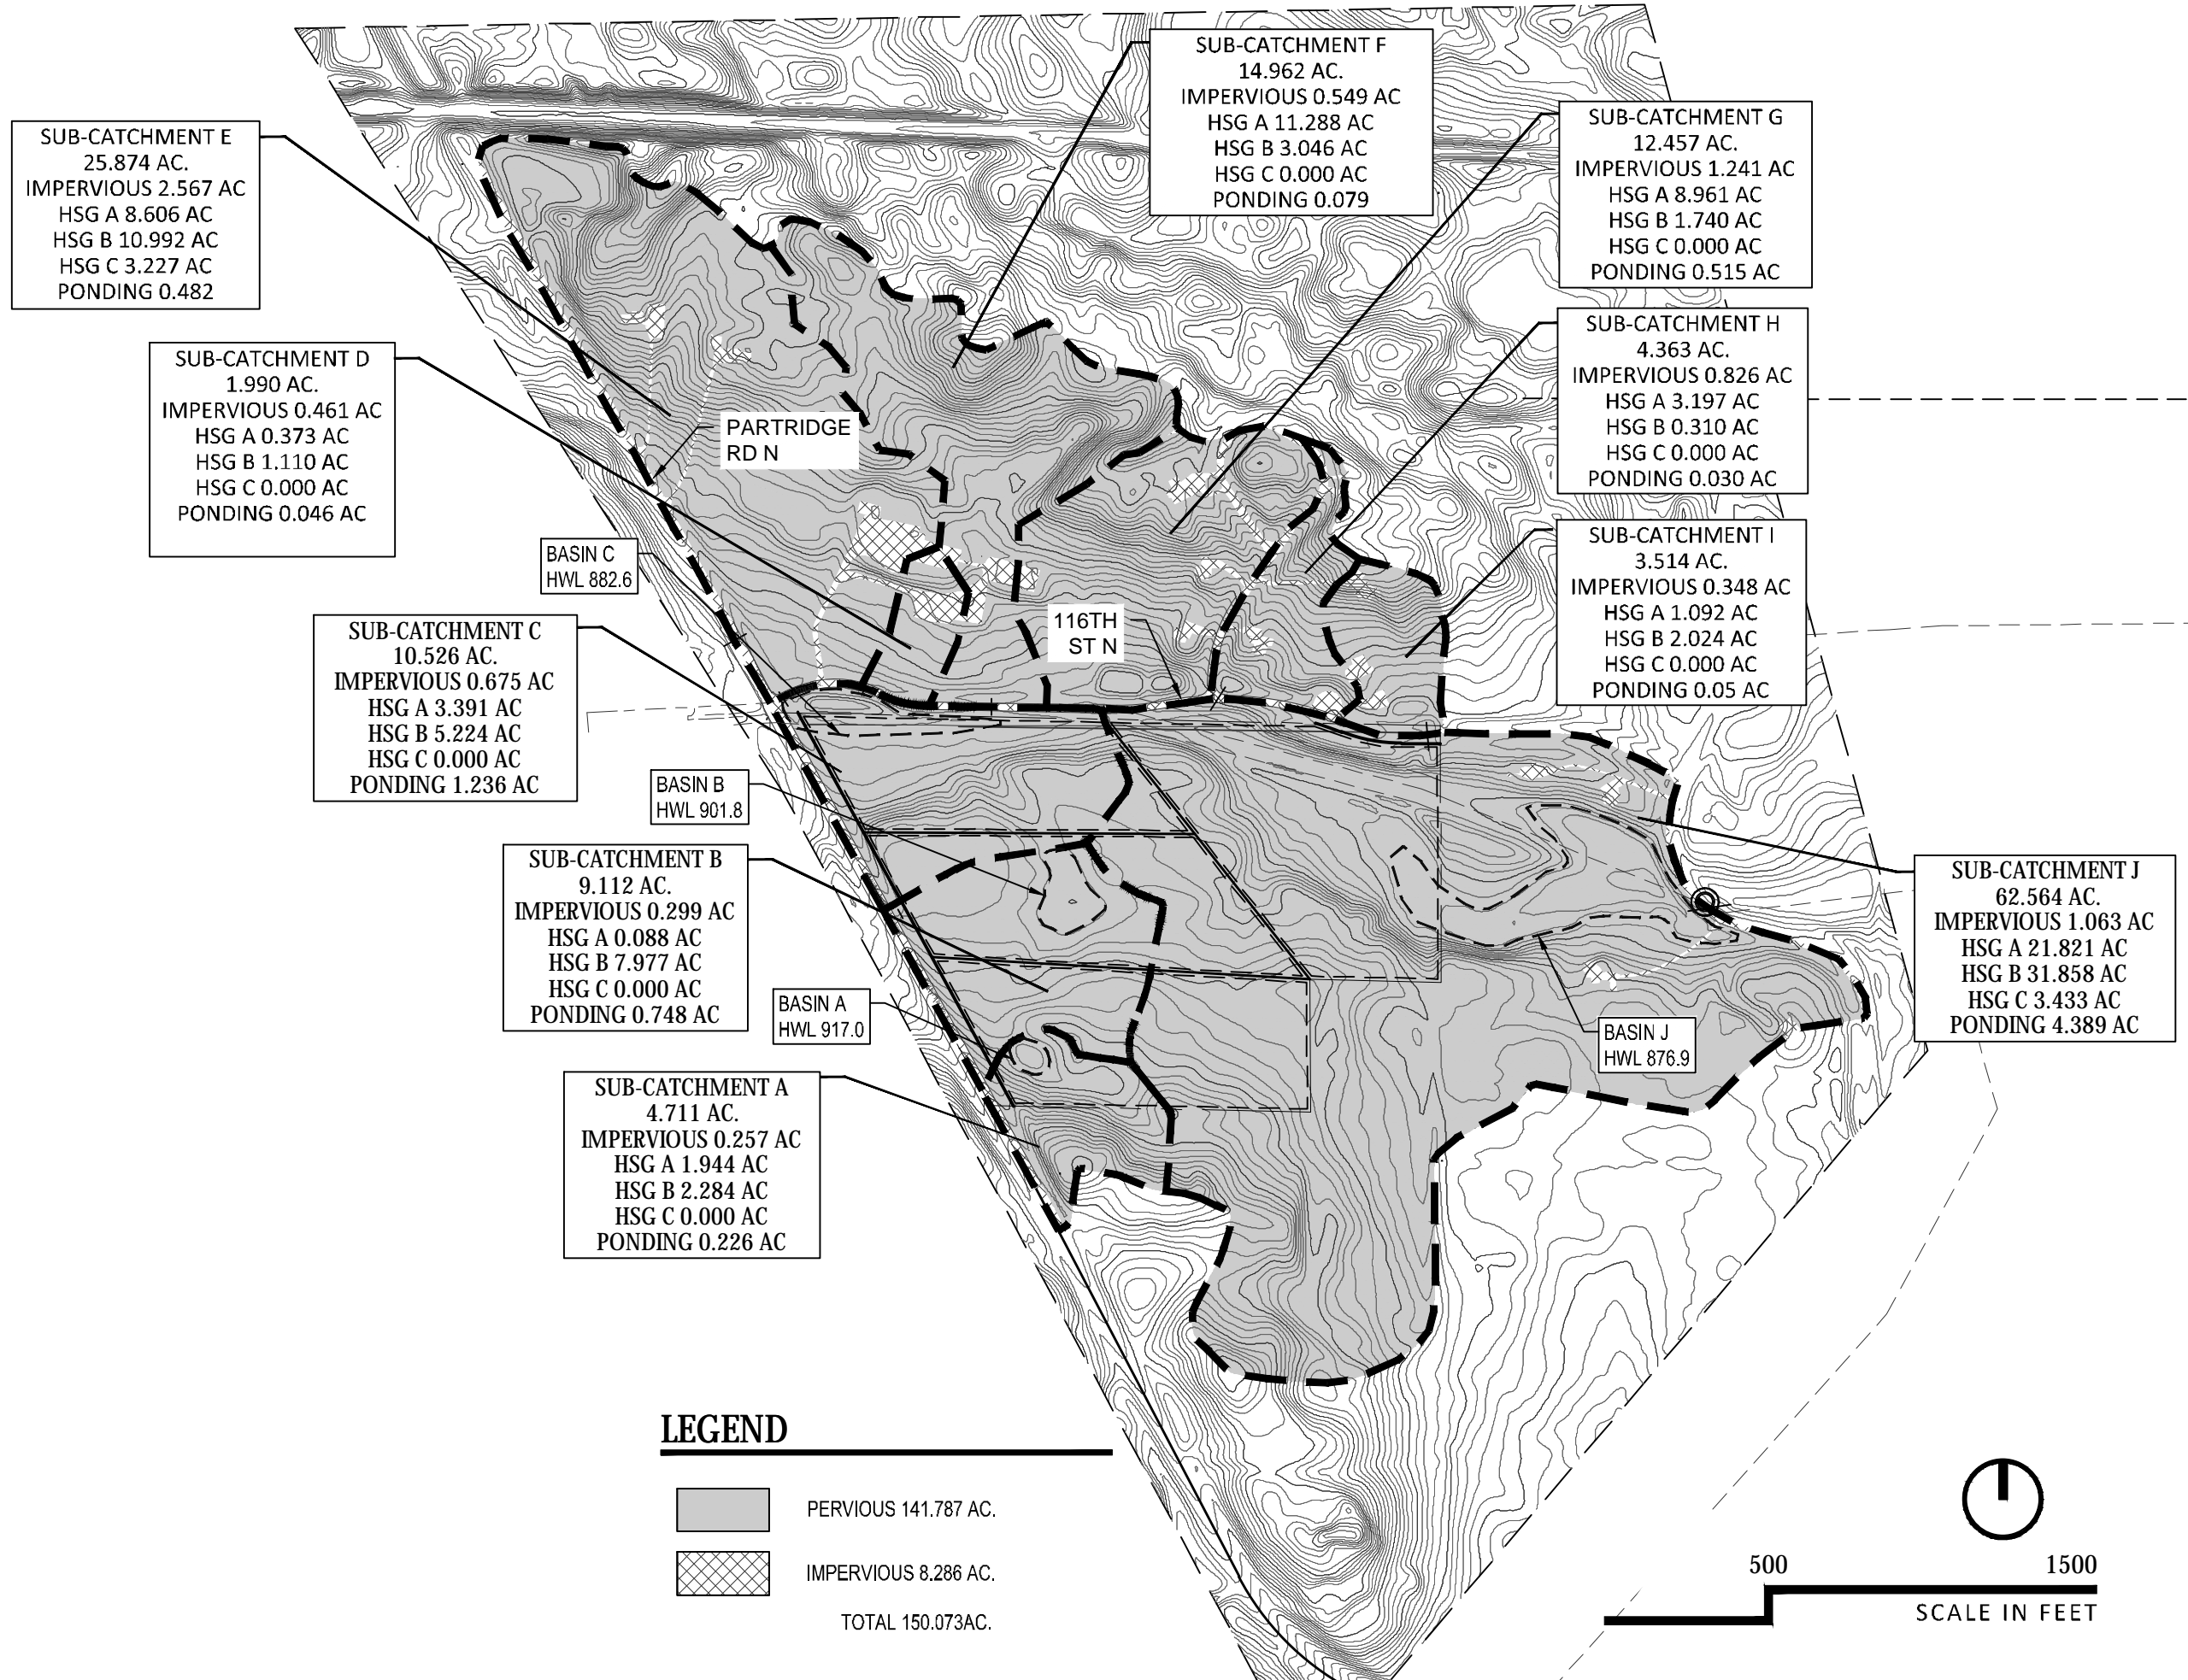 SUB-CATCHMENT F
14.962 AC.
IMPERVIOUS 0.549 AC
HSG A 11.288 AC
HSG B 3.046 AC
HSG C 0.000 AC
PONDING 0.079
SUB-CATCHMENT G
12.457 AC.
IMPERVIOUS 1.241 AC
HSG A 8.961 AC
HSG B 1.740 AC
HSG C 0.000 AC
PONDING 0.515 AC
SUB-CATCHMENT E
25.874 AC.
IMPERVIOUS 2.567 AC
HSG A 8.606 AC
HSG B 10.992 AC
HSG C 3.227 AC
PONDING 0.482
SUB-CATCHMENT H
4.363 AC.
IMPERVIOUS 0.826 AC
HSG A 3.197 AC
HSG B 0.310 AC
HSG C 0.000 AC
PONDING 0.030 AC
SUB-CATCHMENT D
1.990 AC.
IMPERVIOUS 0.461 AC
HSG A 0.373 AC
HSG B 1.110 AC
HSG C 0.000 AC
PONDING 0.046 AC
PARTRIDGE
RD N
SUB-CATCHMENT I
3.514 AC.
IMPERVIOUS 0.348 AC
HSG A 1.092 AC
HSG B 2.024 AC
HSG C 0.000 AC
PONDING 0.05 AC
BASIN C
HWL 882.6
116TH
ST N
SUB-CATCHMENT C
10.526 AC.
IMPERVIOUS 0.675 AC
HSG A 3.391 AC
HSG B 5.224 AC
HSG C 0.000 AC
PONDING 1.236 AC
BASIN B
HWL 901.8
SUB-CATCHMENT B
9.112 AC.
IMPERVIOUS 0.299 AC
HSG A 0.088 AC
HSG B 7.977 AC
HSG C 0.000 AC
PONDING 0.748 AC
SUB-CATCHMENT J
62.564 AC.
IMPERVIOUS 1.063 AC
HSG A 21.821 AC
HSG B 31.858 AC
HSG C 3.433 AC
PONDING 4.389 AC
BASIN A
HWL 917.0
BASIN J
HWL 876.9
SUB-CATCHMENT A
4.711 AC.
IMPERVIOUS 0.257 AC
HSG A 1.944 AC
HSG B 2.284 AC
HSG C 0.000 AC
PONDING 0.226 AC
LEGEND
PERVIOUS 141.787 AC.
IMPERVIOUS 8.286 AC.
TOTAL 150.073AC.
500 1500
SCALE IN FEET